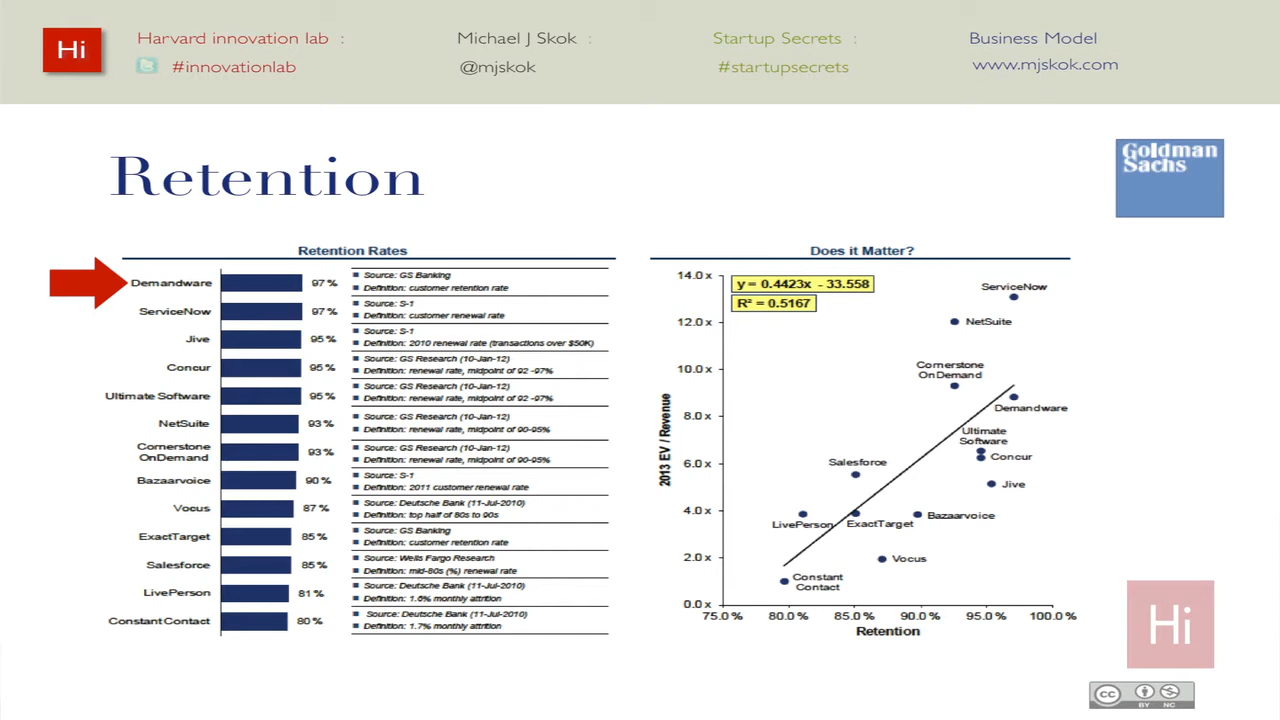 Hi
Harvard innovation lab :
#innovationlab
Michael J Skok :
@mjskok
Startup Secrets :
#startupsecrets
Business Model
www.mjskok.com
Retention
Goldman
Sachs
Retention Rates
Demandware 97 %
Source: GS Banking
Definition: customer retention rate
ServiceNow 97 %
Source: S-1
Definition: customer renewal rate
Jive 95 %
Source: S-1
Definition: 2010 renewal rate (transactions over $50K)
Concur 95 %
Source: GS Research (10-Jan-12)
Definition: renewal rate, midpoint of 92 -97%
Ultimate Software 95 %
Source: GS Research (10-Jan-12)
Definition: renewal rate, midpoint of 92 -97%
NetSuite 93 %
Source: GS Research (10-Jan-12)
Definition: renewal rate, midpoint of 90-95%
Cornerstone
OnDemand 93 %
Source: GS Research (10-Jan-12)
Definition: renewal rate, midpoint of 90-95%
Bazaarvoice 90 %
Source: S-1
Definition: 2011 customer renewal rate
Vocus 87 %
Source: Deutsche Bank (11-Jul-2010)
Definition: top half of 80s to 90s
ExactTarget 85 %
Source: GS Banking
Definition: customer retention rate
Salesforce 85 %
Source: Wells Fargo Research
Definition: mid-80s (%) renewal rate
LivePerson 81 %
Source: Deutsche Bank (11-Jul-2010)
Definition: 1.6% monthly attrition
Constant Contact 80 %
Source: Deutsche Bank (11-Jul-2010)
Definition: 1.7% monthly attrition
Does it Matter?
2013 EV / Revenue
14.0 x
12.0 x
10.0 x
8.0 x
6.0 x
4.0 x
2.0 x
0.0 x
y = 0.4423x - 33.558
R² = 0.5167
ServiceNow
NetSuite
Cornerstone
OnDemand
Demandware
Ultimate
Software
Concur
Salesforce
Jive
LivePerson
ExactTarget
Bazaarvoice
Vocus
Constant
Contact
75.0 % 80.0 % 85.0 % 90.0 % 95.0 % 100.0 %
Retention
Hi
cc
BY NC